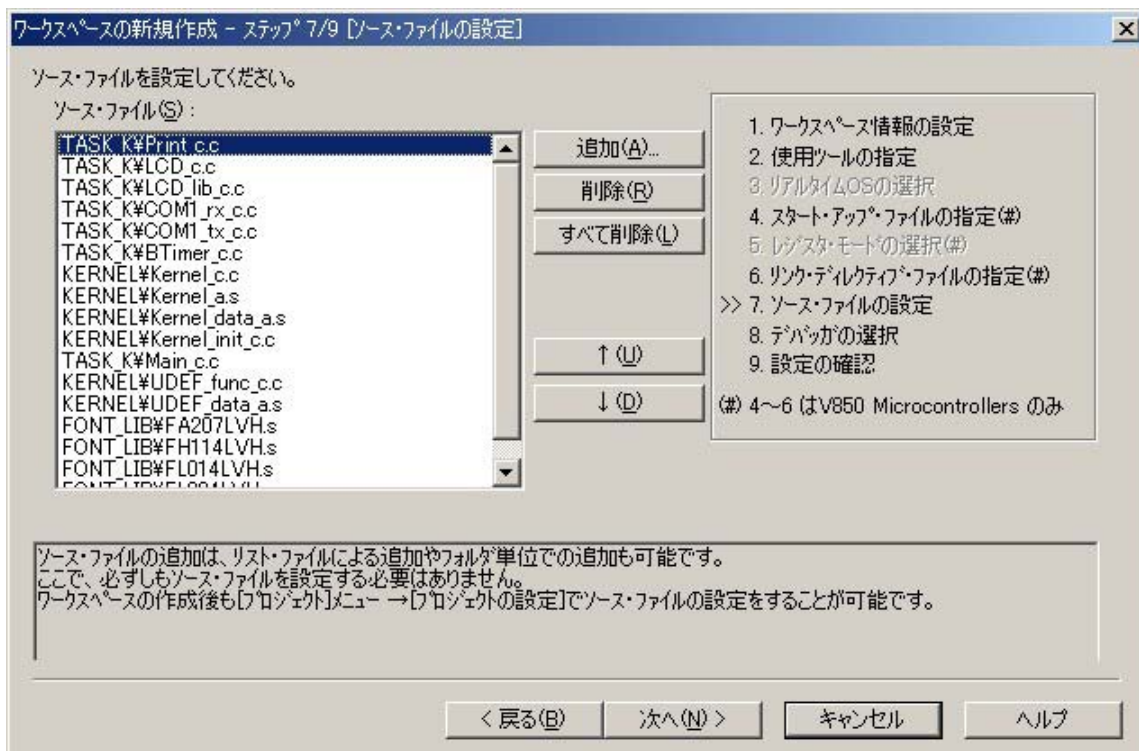 ワークスペースの新規作成 - ステップ 7/9 [ソース・ファイルの設定]
ソース・ファイルを設定してください。
ソース・ファイル(S) :
TASK_K¥Print_c.c
TASK_K¥LCD_c.c
TASK_K¥LCD_lib_c.c
TASK_K¥COM1_rx_c.c
TASK_K¥COM1_tx_c.c
TASK_K¥BTimer_c.c
KERNEL¥Kernel_c.c
KERNEL¥Kernel_a.s
KERNEL¥Kernel_data_a.s
KERNEL¥Kernel_init_c.c
TASK_K¥Main_c.c
KERNEL¥UDEF_func_c.c
KERNEL¥UDEF_data_a.s
FONT_LIB¥FA207LVH.s
FONT_LIB¥FH114LVH.s
FONT_LIB¥FL014LVH.s
追加(A)...
削除(R)
すべて削除(L)
↑(U)
↓(D)
1. ワークスペース情報の設定
2. 使用ツールの指定
3. リアルタイムOSの選択
4. スタート・アップ・ファイルの指定(#)
5. レジスタ・モードの選択(#)
6. リンク・ディレクティブ・ファイルの指定(#)
>> 7. ソース・ファイルの設定
8. デバッガの選択
9. 設定の確認
(#) 4～6 はV850 Microcontrollers のみ
ソース・ファイルの追加は、リスト・ファイルによる追加やフォルダ単位での追加も可能です。
ここで、必ずしもソース・ファイルを設定する必要はありません。
ワークスペースの作成後も[プロジェクト]メニュー →[プロジェクトの設定]でソース・ファイルの設定をすることが可能です。
< 戻る(B)
次へ(N) >
キャンセル
ヘルプ